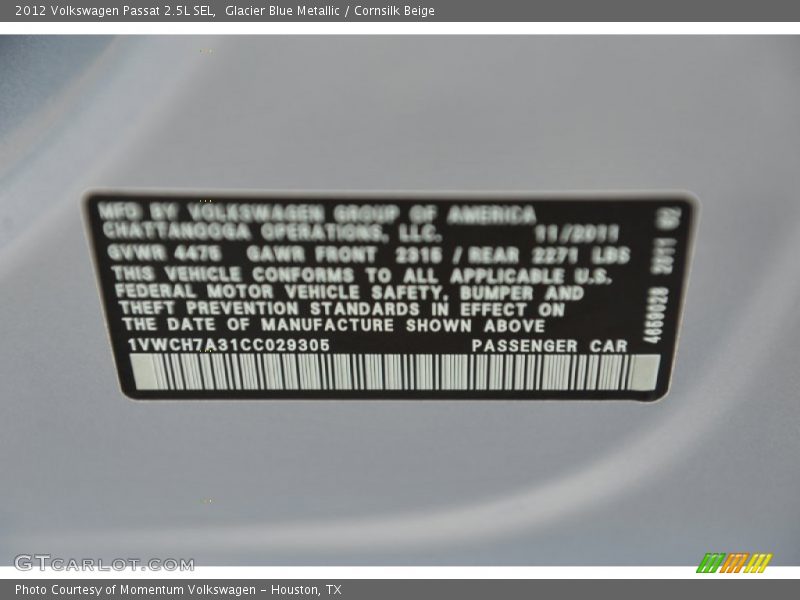 2012 Volkswagen Passat 2.5L SEL, Glacier Blue Metallic / Cornsilk Beige
MFD BY VOLKSWAGEN GROUP OF AMERICA
CHATTANOOGA OPERATIONS, LLC. 11/2011
GVWR 4475 GAWR FRONT 2315 / REAR 2271 LBS
THIS VEHICLE CONFORMS TO ALL APPLICABLE U.S.
FEDERAL MOTOR VEHICLE SAFETY, BUMPER AND
THEFT PREVENTION STANDARDS IN EFFECT ON
THE DATE OF MANUFACTURE SHOWN ABOVE
1VWCH7A31CC029305 PASSENGER CAR
2011
GTCARLOT.COM
Photo Courtesy of Momentum Volkswagen - Houston, TX